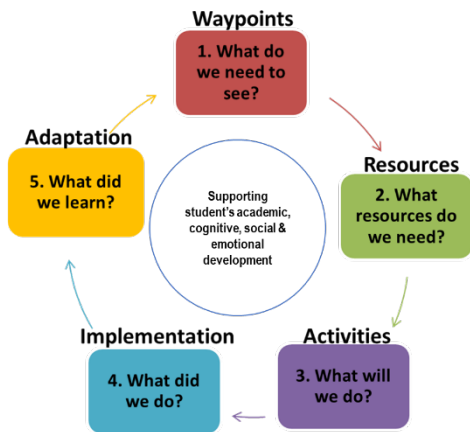 Waypoints
1. What do
we need to
see?
Resources
2. What
resources do
we need?
Activities
3. What will
we do?
Implementation
4. What did
we do?
Adaptation
5. What did
we learn?
Supporting
student's academic,
cognitive, social &
emotional
development